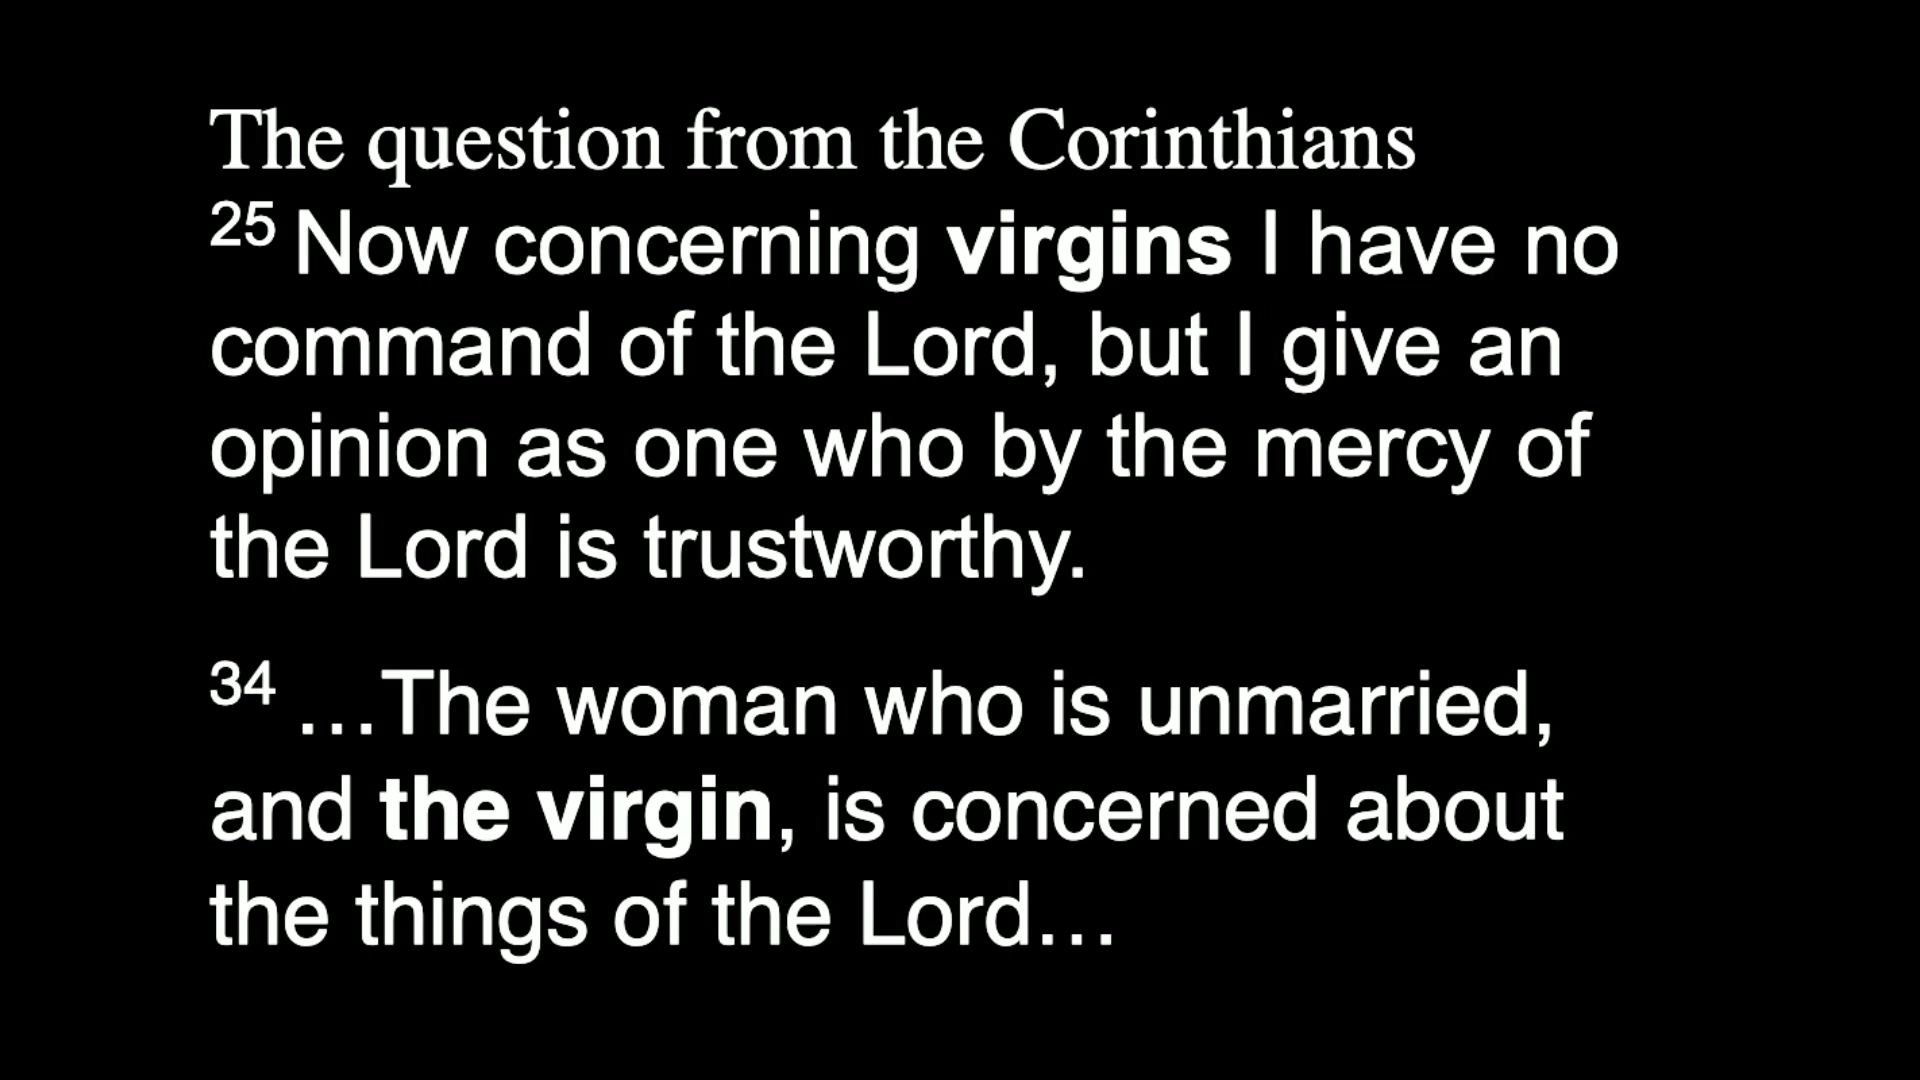 The question from the Corinthians
25 Now concerning virgins I have no
command of the Lord, but I give an
opinion as one who by the mercy of
the Lord is trustworthy.
34 …The woman who is unmarried,
and the virgin, is concerned about
the things of the Lord…